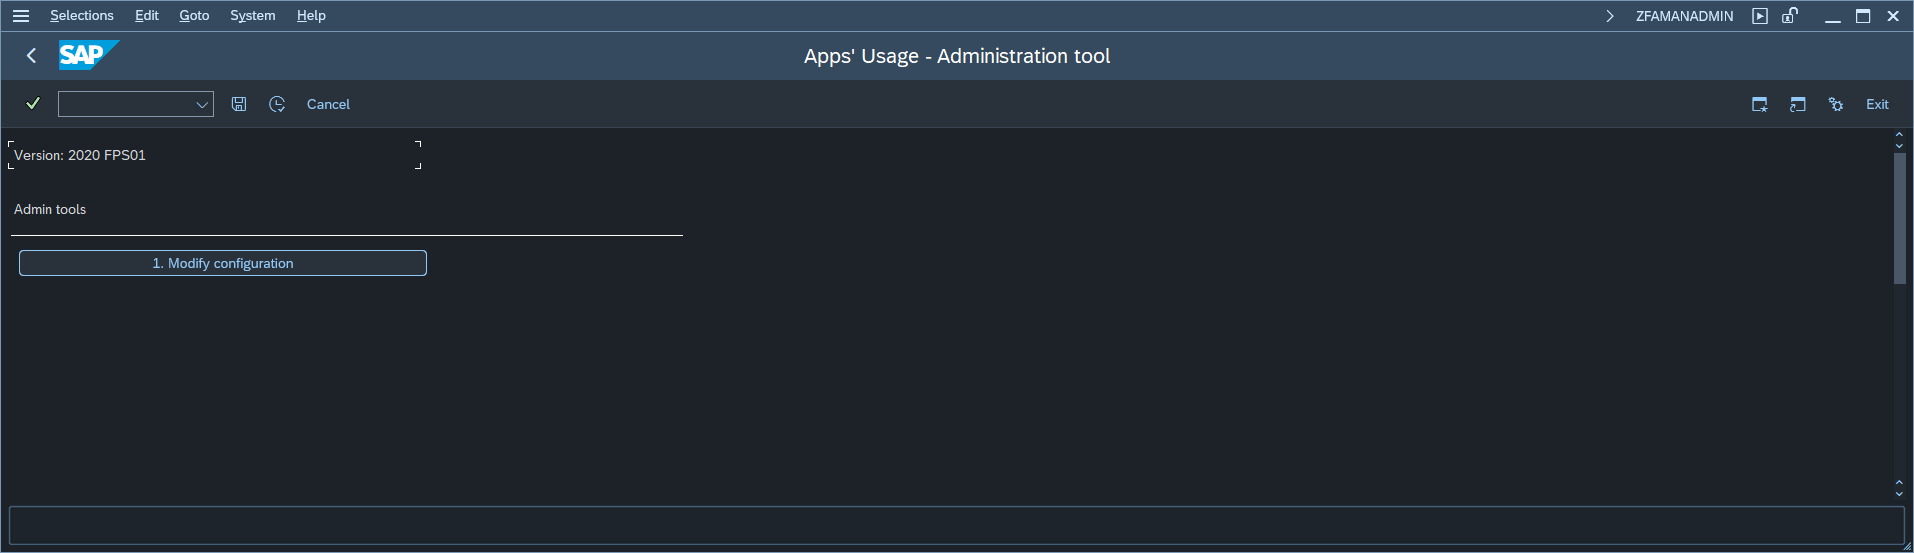 Selections Edit Goto System Help ZFAMANADMIN
SAP Apps' Usage - Administration tool
Cancel Exit
Version: 2020 FPS01
Admin tools
1. Modify configuration